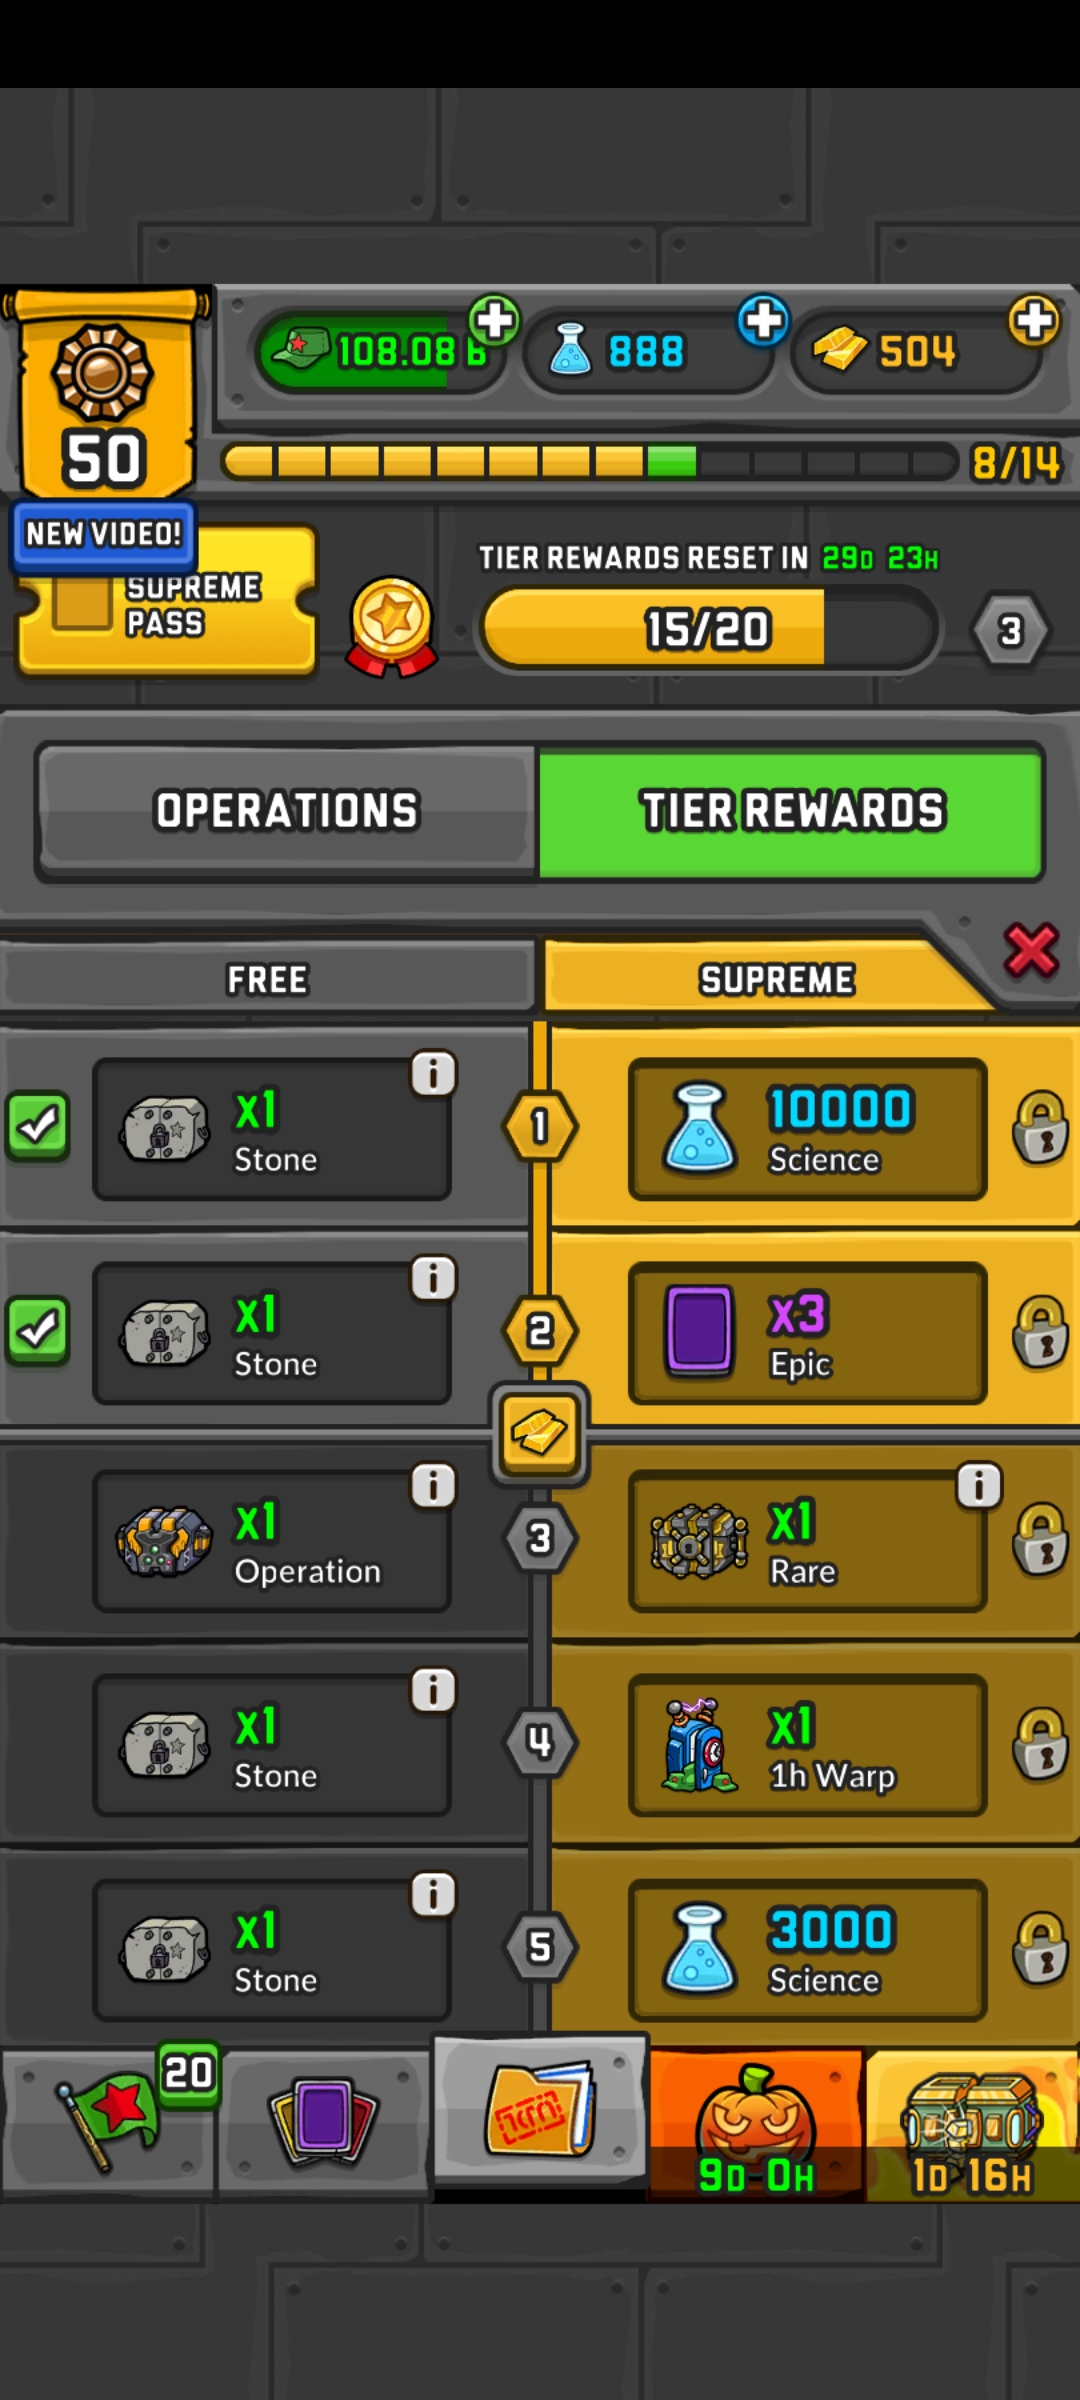 50
108.08 B
888
504
8/14
NEW VIDEO!
SUPREME
PASS
TIER REWARDS RESET IN 29D 23H
15/20
3
OPERATIONS
TIER REWARDS
FREE
SUPREME
X1
Stone
1
10000
Science
X1
Stone
2
X3
Epic
X1
Operation
3
X1
Rare
X1
Stone
4
X1
1h Warp
X1
Stone
5
3000
Science
20
9D 0H
1D 16H